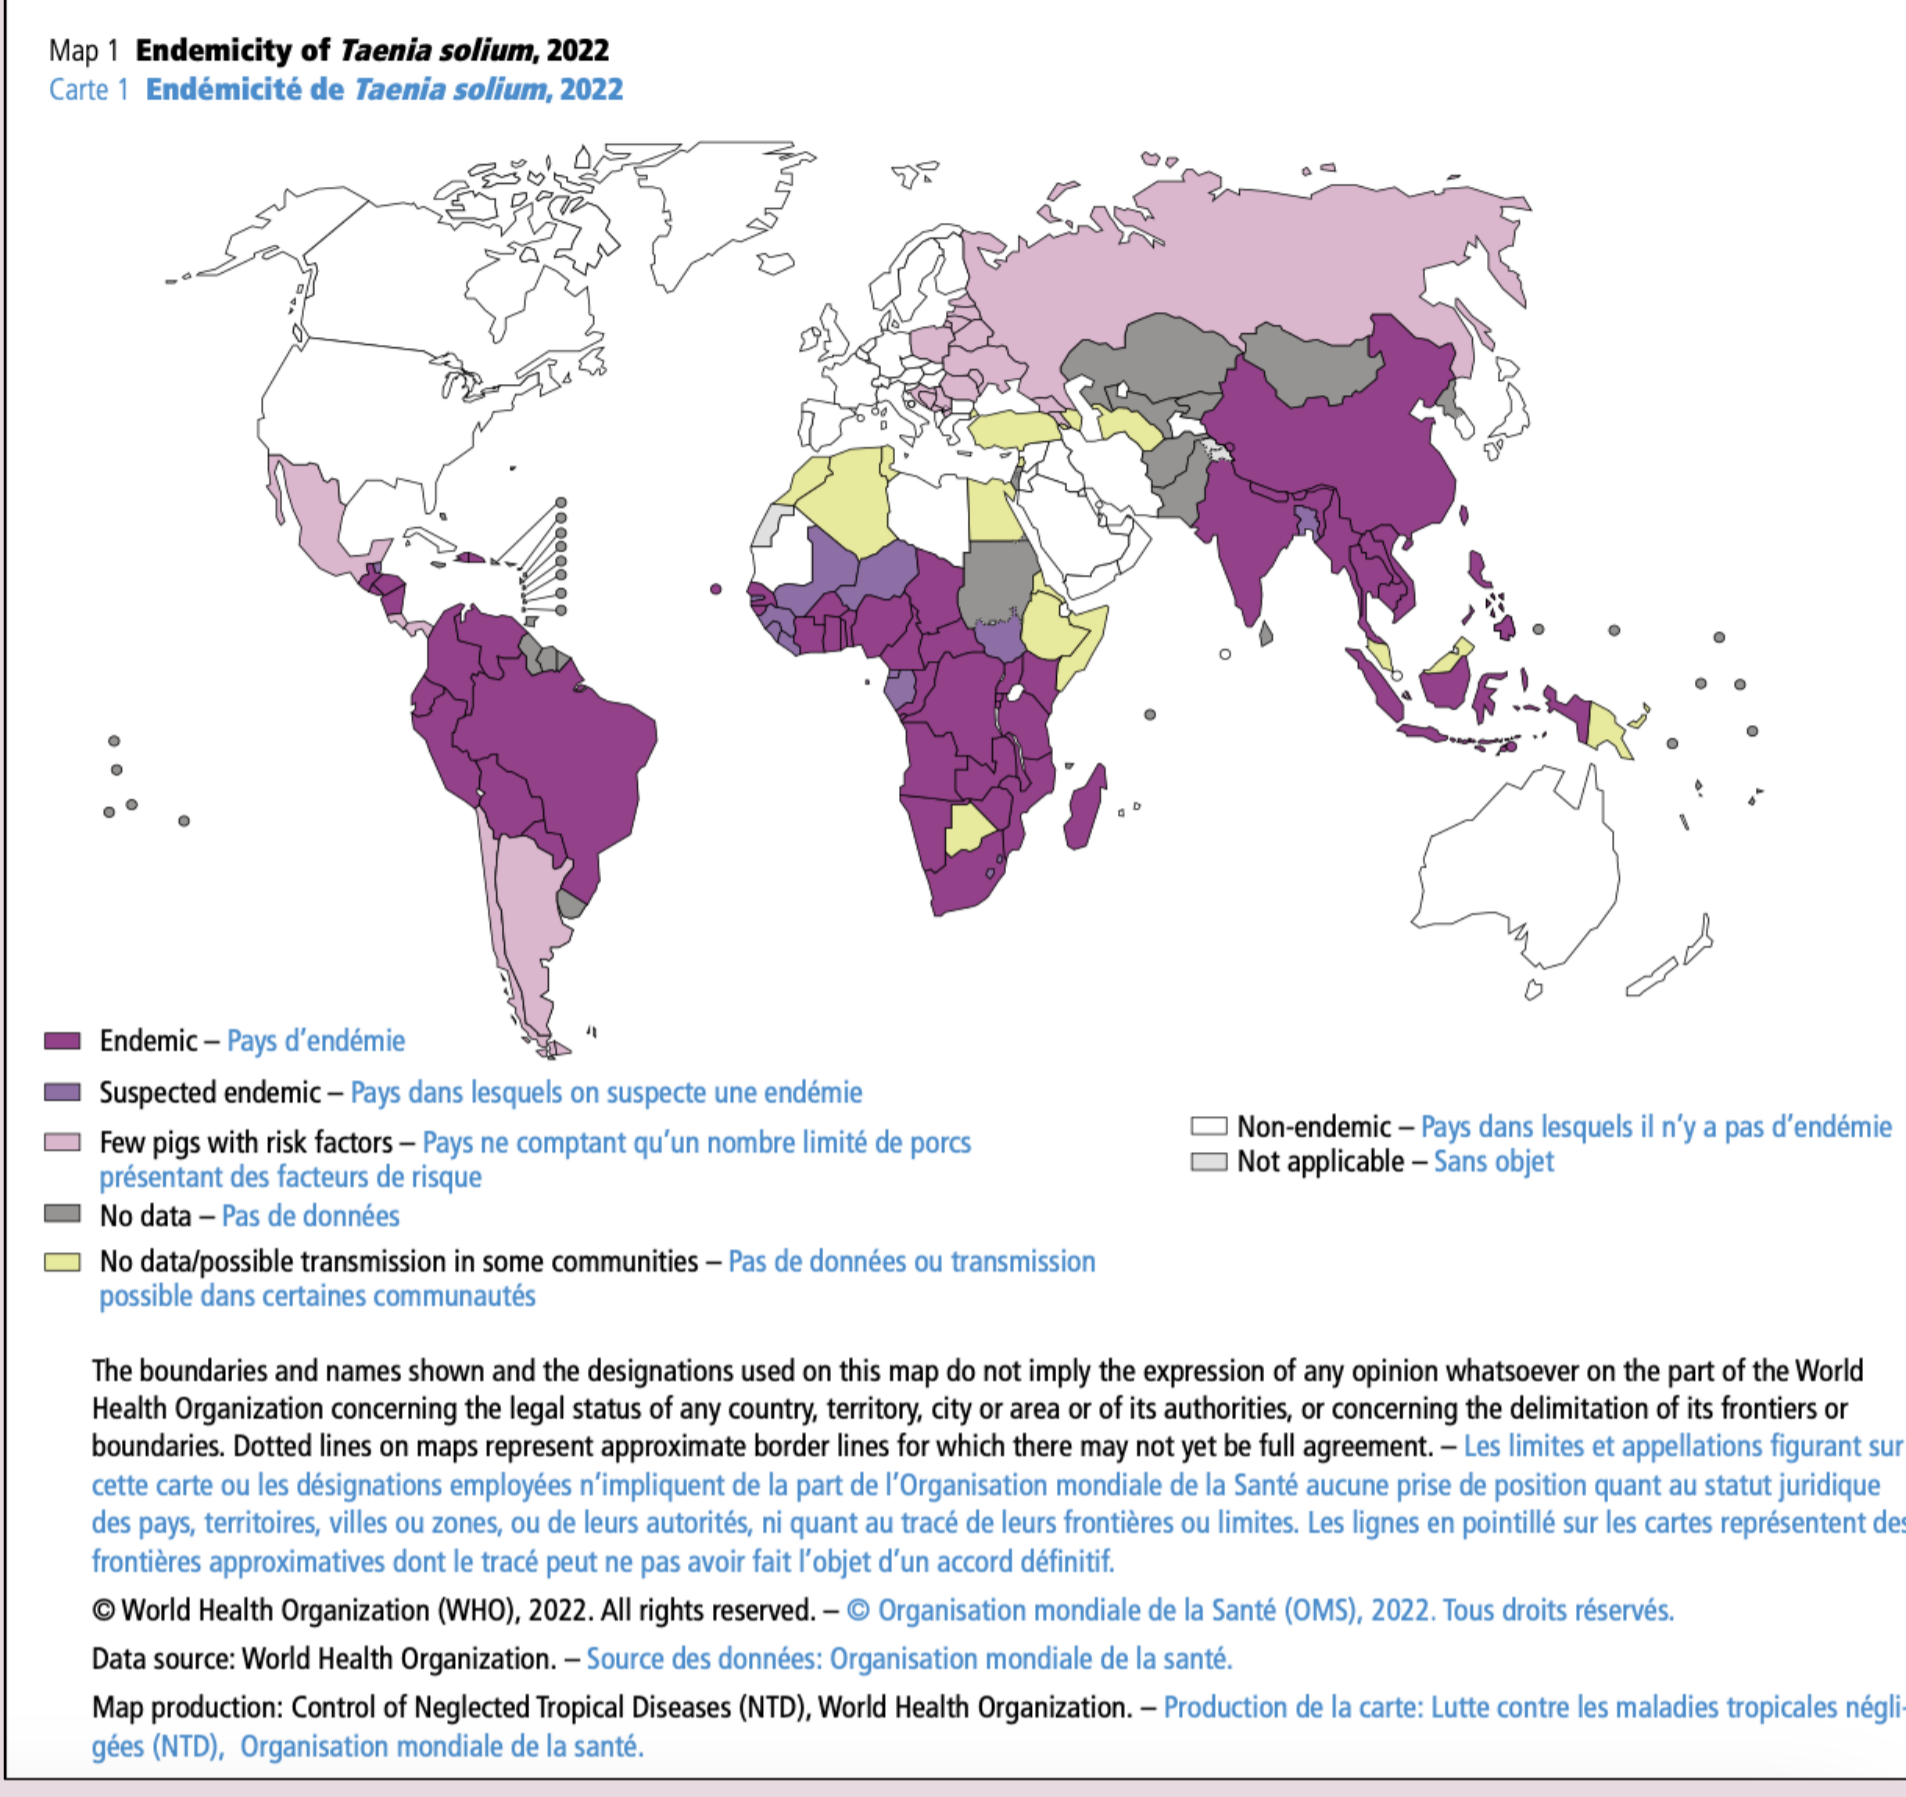 Map 1 Endemicity of Taenia solium, 2022
Carte 1 Endémicité de Taenia solium, 2022
Endemic – Pays d'endémie
Suspected endemic – Pays dans lesquels on suspecte une endémie
Few pigs with risk factors – Pays ne comptant qu'un nombre limité de porcs
présentant des facteurs de risque
No data – Pas de données
No data/possible transmission in some communities – Pas de données ou transmission
possible dans certaines communautés
Non-endemic – Pays dans lesquels il n'y a pas d'endémie
Not applicable – Sans objet
The boundaries and names shown and the designations used on this map do not imply the expression of any opinion whatsoever on the part of the World
Health Organization concerning the legal status of any country, territory, city or area or of its authorities, or concerning the delimitation of its frontiers or
boundaries. Dotted lines on maps represent approximate border lines for which there may not yet be full agreement. – Les limites et appellations figurant sur
cette carte ou les désignations employées n'impliquent de la part de l'Organisation mondiale de la Santé aucune prise de position quant au statut juridique
des pays, territoires, villes ou zones, ou de leurs autorités, ni quant au tracé de leurs frontières ou limites. Les lignes en pointillé sur les cartes représentent des
frontières approximatives dont le tracé peut ne pas avoir fait l'objet d'un accord définitif.
© World Health Organization (WHO), 2022. All rights reserved. – © Organisation mondiale de la Santé (OMS), 2022. Tous droits réservés.
Data source: World Health Organization. – Source des données: Organisation mondiale de la santé.
Map production: Control of Neglected Tropical Diseases (NTD), World Health Organization. – Production de la carte: Lutte contre les maladies tropicales négli-
gées (NTD), Organisation mondiale de la santé.